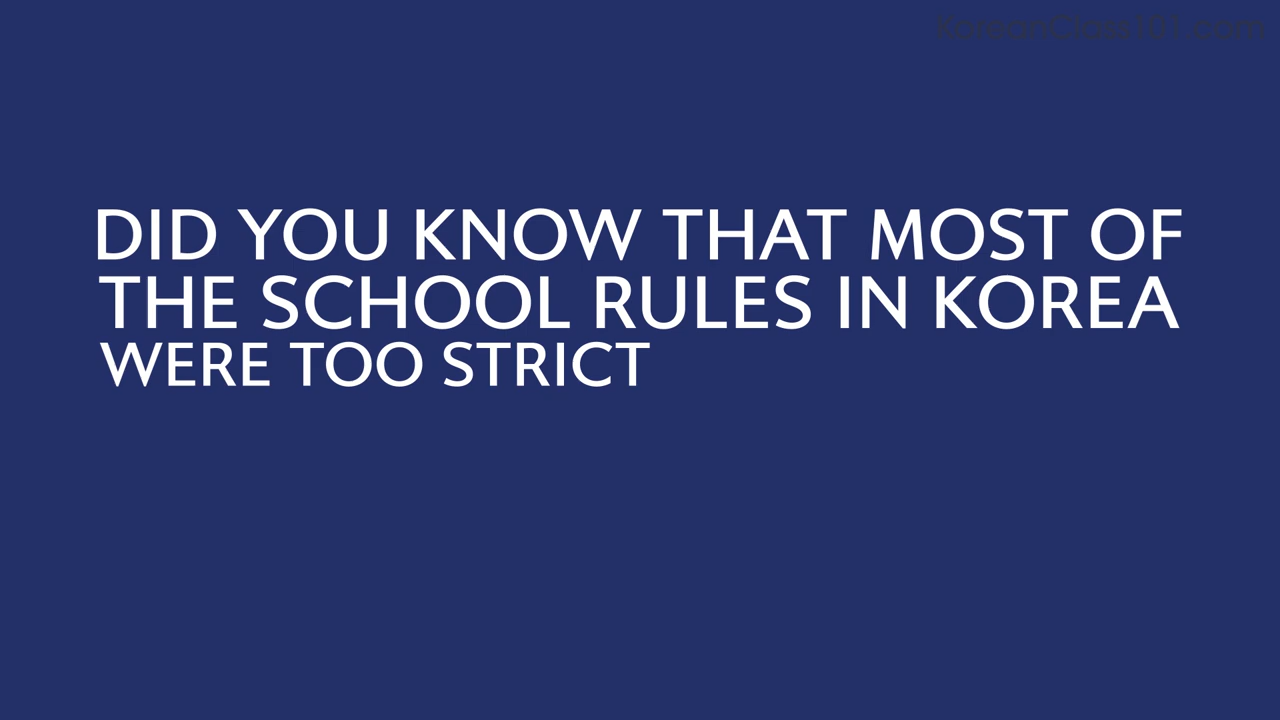 KoreanClass101.com
DID YOU KNOW THAT MOST OF
THE SCHOOL RULES IN KOREA
WERE TOO STRICT